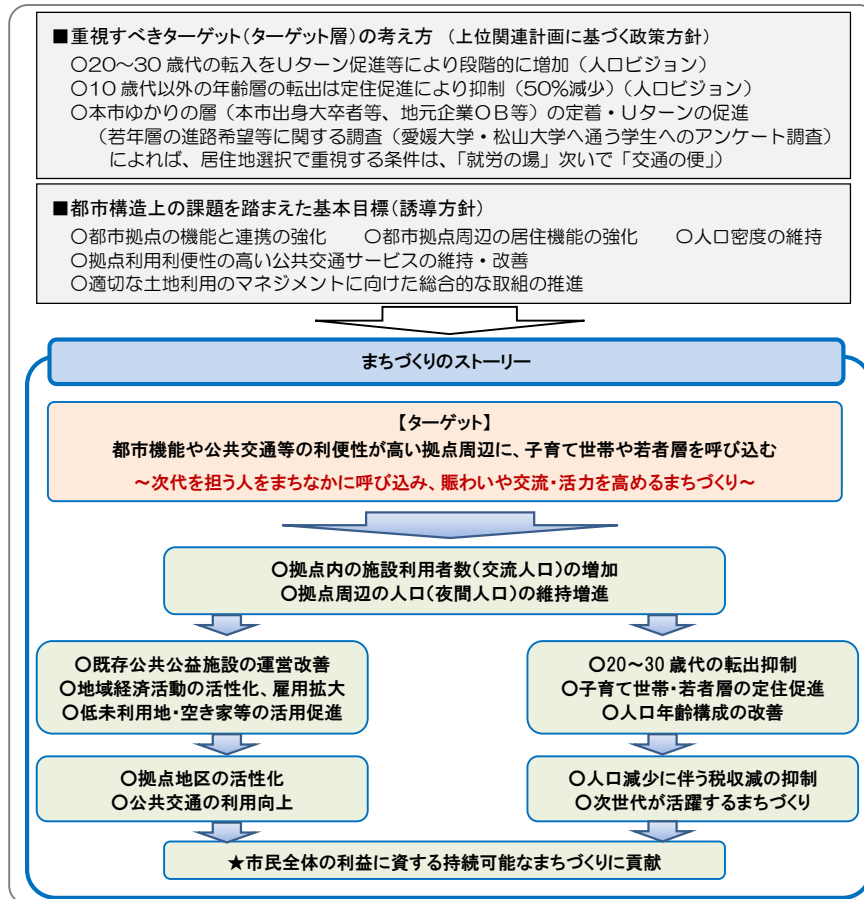 ■重視すべきターゲット(ターゲット層)の考え方 (上位関連計画に基づく政策方針)
○20～30 歳代の転入をUターン促進等により段階的に増加（人口ビジョン）
○10 歳代以外の年齢層の転出は定住促進により抑制（50%減少）（人口ビジョン）
○本市ゆかりの層（本市出身大卒者等、地元企業ＯＢ等）の定着・Uターンの促進
（若年層の進路希望等に関する調査（愛媛大学・松山大学へ通う学生へのアンケート調査）
によれば、居住地選択で重視する条件は、「就労の場」次いで「交通の便」）
■都市構造上の課題を踏まえた基本目標(誘導方針)
○都市拠点の機能と連携の強化　　○都市拠点周辺の居住機能の強化　　○人口密度の維持
○拠点利用利便性の高い公共交通サービスの維持・改善
○適切な土地利用のマネジメントに向けた総合的な取組の推進
まちづくりのストーリー
【ターゲット】
都市機能や公共交通等の利便性が高い拠点周辺に、子育て世帯や若者層を呼び込む
～次代を担う人をまちなかに呼び込み、賑わいや交流・活力を高めるまちづくり～
○拠点内の施設利用者数(交流人口)の増加
○拠点周辺の人口(夜間人口)の維持増進
○既存公共公益施設の運営改善
○地域経済活動の活性化、雇用拡大
○低未利用地・空き家等の活用促進
○20～30 歳代の転出抑制
○子育て世帯・若者層の定住促進
○人口年齢構成の改善
○拠点地区の活性化
○公共交通の利用向上
○人口減少に伴う税収減の抑制
○次世代が活躍するまちづくり
★市民全体の利益に資する持続可能なまちづくりに貢献